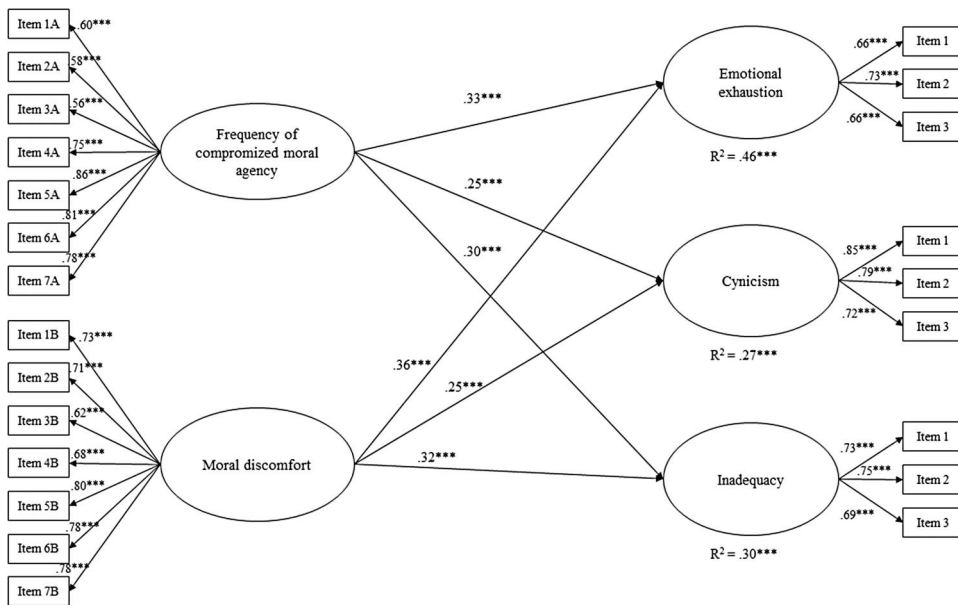 Item 1A
.60***
Item 2A
.58***
Item 3A
.56***
Item 4A
.75***
Item 5A
.86***
Item 6A
.81***
Item 7A
.78***
Frequency of
compromized moral
agency
Item 1B
.73***
Item 2B
.71***
Item 3B
.62***
Item 4B
.68***
Item 5B
.80***
Item 6B
.78***
Item 7B
.78***
Moral discomfort
.33***
.25***
.30***
.36***
.25***
.32***
Emotional
exhaustion
R² = .46***
.66***
Item 1
.73***
Item 2
.66***
Item 3
Cynicism
R² = .27***
.85***
Item 1
.79***
Item 2
.72***
Item 3
Inadequacy
R² = .30***
.73***
Item 1
.75***
Item 2
.69***
Item 3